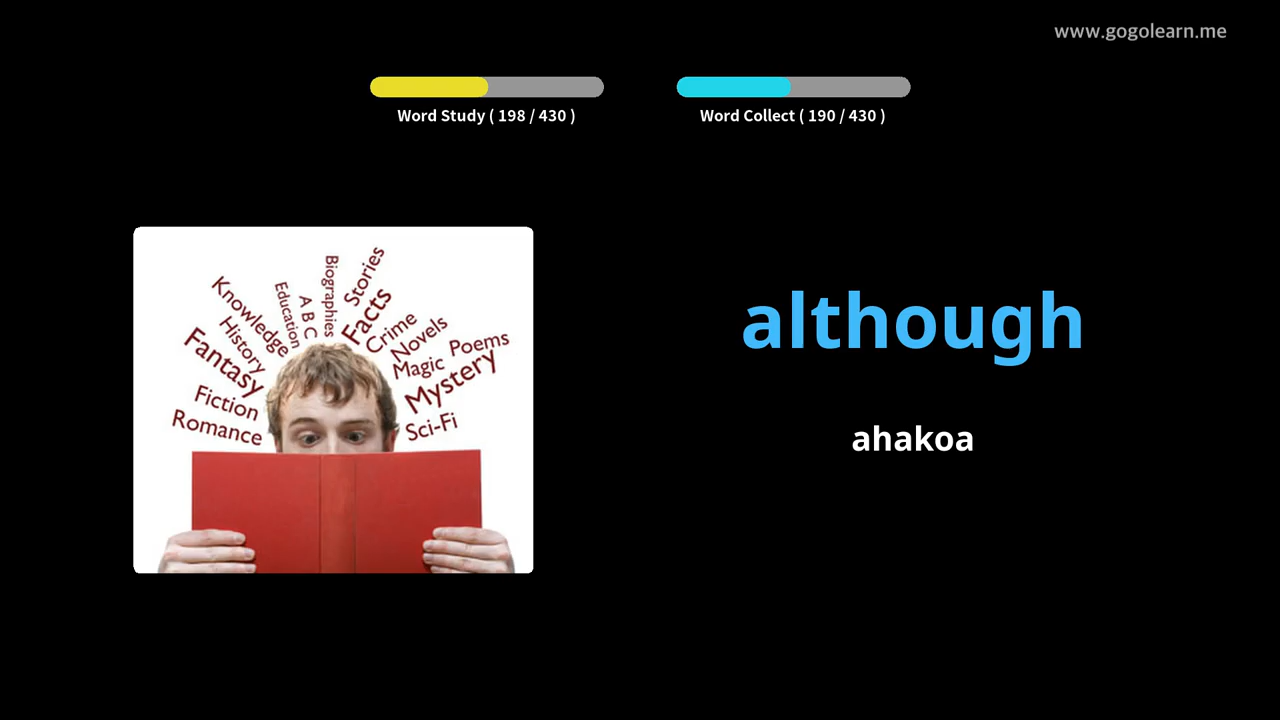 www.gogolearn.me
Word Study ( 198 / 430 )
Word Collect ( 190 / 430 )
Knowledge
History
Fantasy
Fiction
Romance
Education
A B C
Biographies
Stories
Facts
Crime
Novels
Magic
Poems
Mystery
Sci-Fi
although
ahakoa